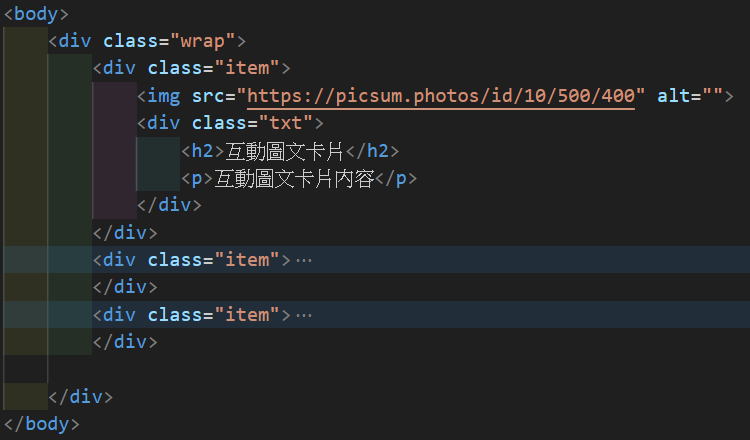 <body>
<div class="wrap">
<div class="item">
<img src="https://picsum.photos/id/10/500/400" alt="">
<div class="txt">
<h2>互動圖文卡片</h2>
<p>互動圖文卡片內容</p>
</div>
</div>
<div class="item">…
</div>
<div class="item">…
</div>
</div>
</body>